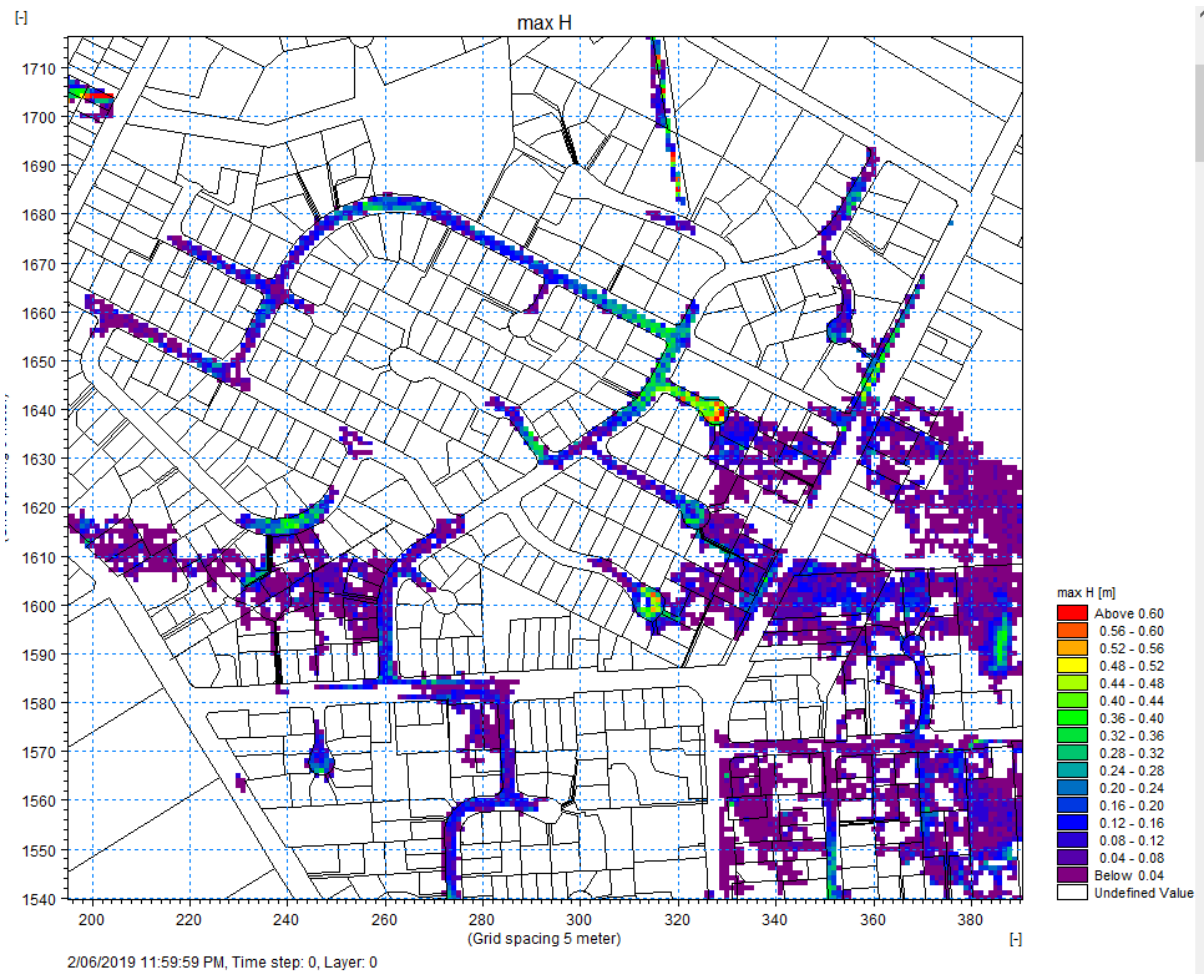 [-]
max H
1710
1700
1690
1680
1670
1660
1650
1640
1630
1620
1610
1600
1590
1580
1570
1560
1550
1540
200 220 240 260 280 300 320 340 360 380
(Grid spacing 5 meter)
[-]
2/06/2019 11:59:59 PM, Time step: 0, Layer: 0
max H [m]
Above 0.60
0.56 - 0.60
0.52 - 0.56
0.48 - 0.52
0.44 - 0.48
0.40 - 0.44
0.36 - 0.40
0.32 - 0.36
0.28 - 0.32
0.24 - 0.28
0.20 - 0.24
0.16 - 0.20
0.12 - 0.16
0.08 - 0.12
0.04 - 0.08
Below 0.04
Undefined Value